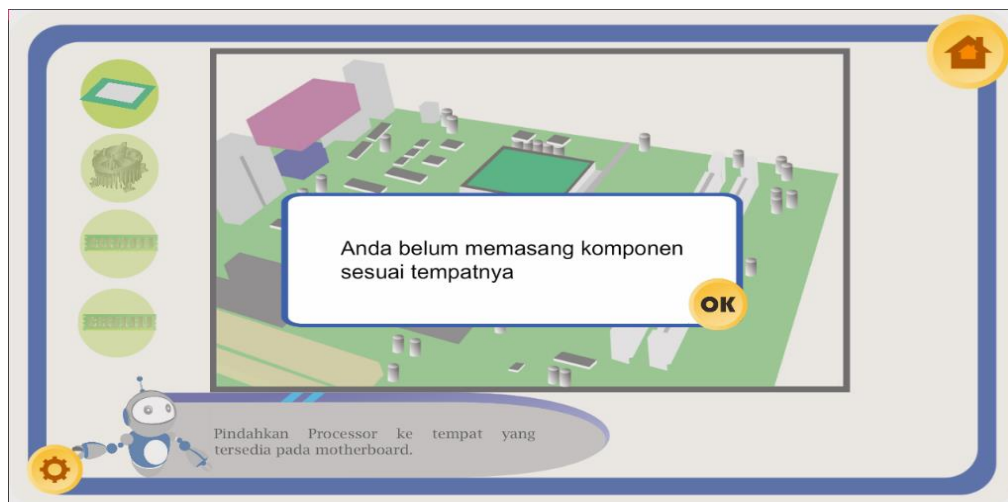 Anda belum memasang komponen
sesuai tempatnya
OK
Pindahkan Processor ke tempat yang
tersedia pada motherboard.